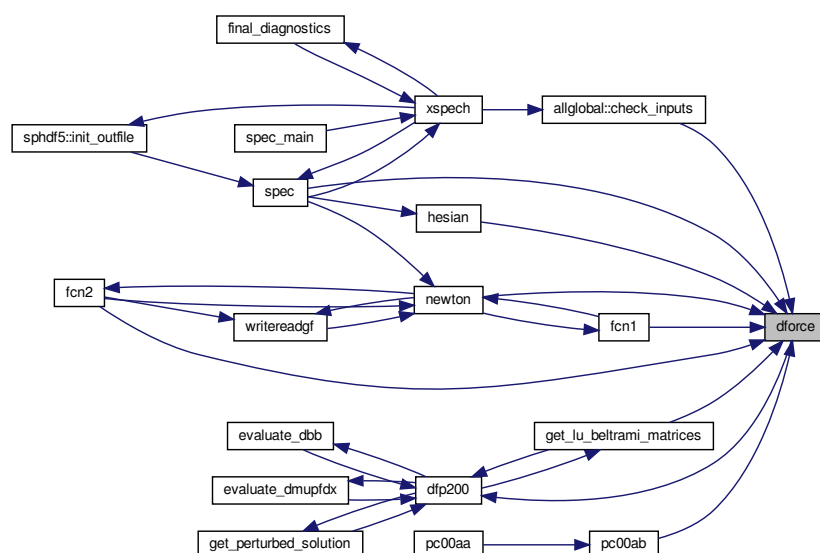 final_diagnostics
xspech
allglobal::check_inputs
sphdf5::init_outfile
spec_main
spec
hesian
fcn2
newton
writereadgf
fcn1
dforce
evaluate_dbb
get_lu_beltrami_matrices
evaluate_dmupfdx
dfp200
get_perturbed_solution
pc00aa
pc00ab